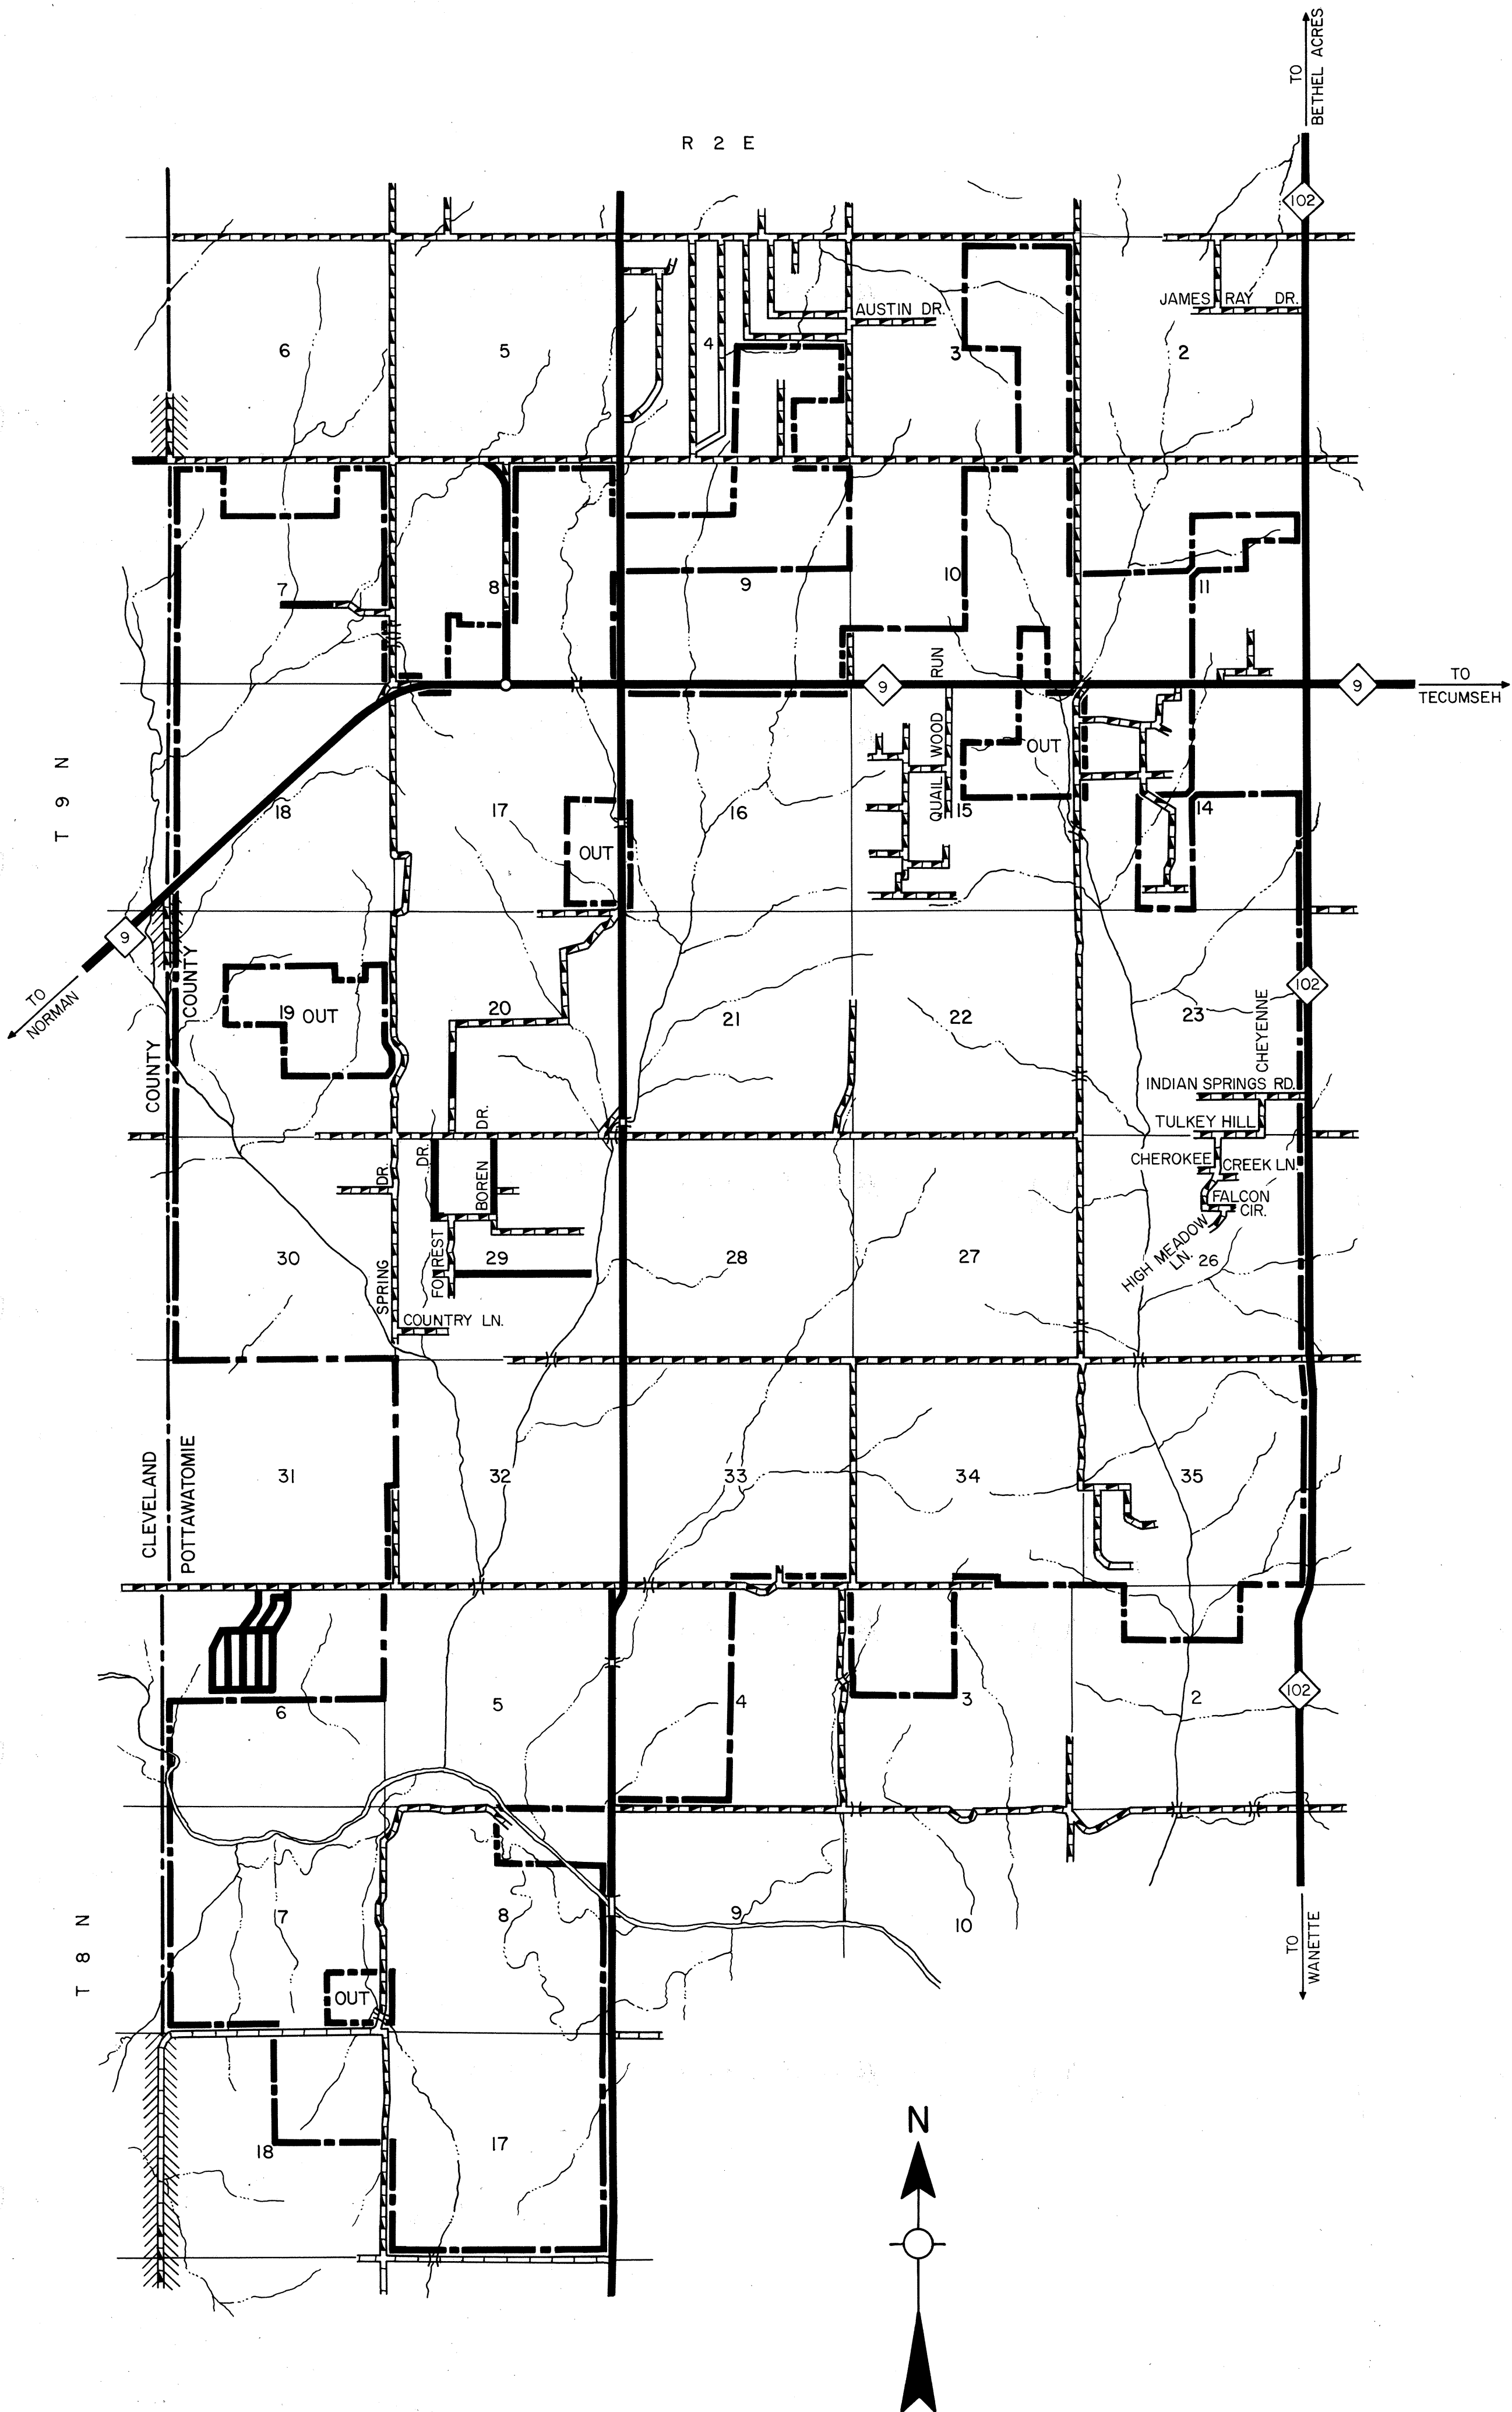 TO
BETHEL ACRES
R 2 E
102
AUSTIN DR.
JAMES RAY DR.
6
5
4
3
2
7
8
9
10
11
RUN
9
9
TO
TECUMSEH
T 9 N
18
17
OUT
16
QUAIL WOOD
15
OUT
14
9
TO
NORMAN
COUNTY
COUNTY
19 OUT
20
21
22
23
102
CHEYENNE
INDIAN SPRINGS RD.
TULKEY HILL
CHEROKEE
CREEK LN.
FALCON
CIR.
HIGH MEADOW
LN.
DR.
DR.
DR.
BOREN
30
SPRING
FORREST
29
28
27
26
COUNTRY LN.
CLEVELAND
POTTAWATOMIE
31
32
33
34
35
6
5
4
3
2
102
T 8 N
7
8
9
10
OUT
TO
WANETTE
18
17
N